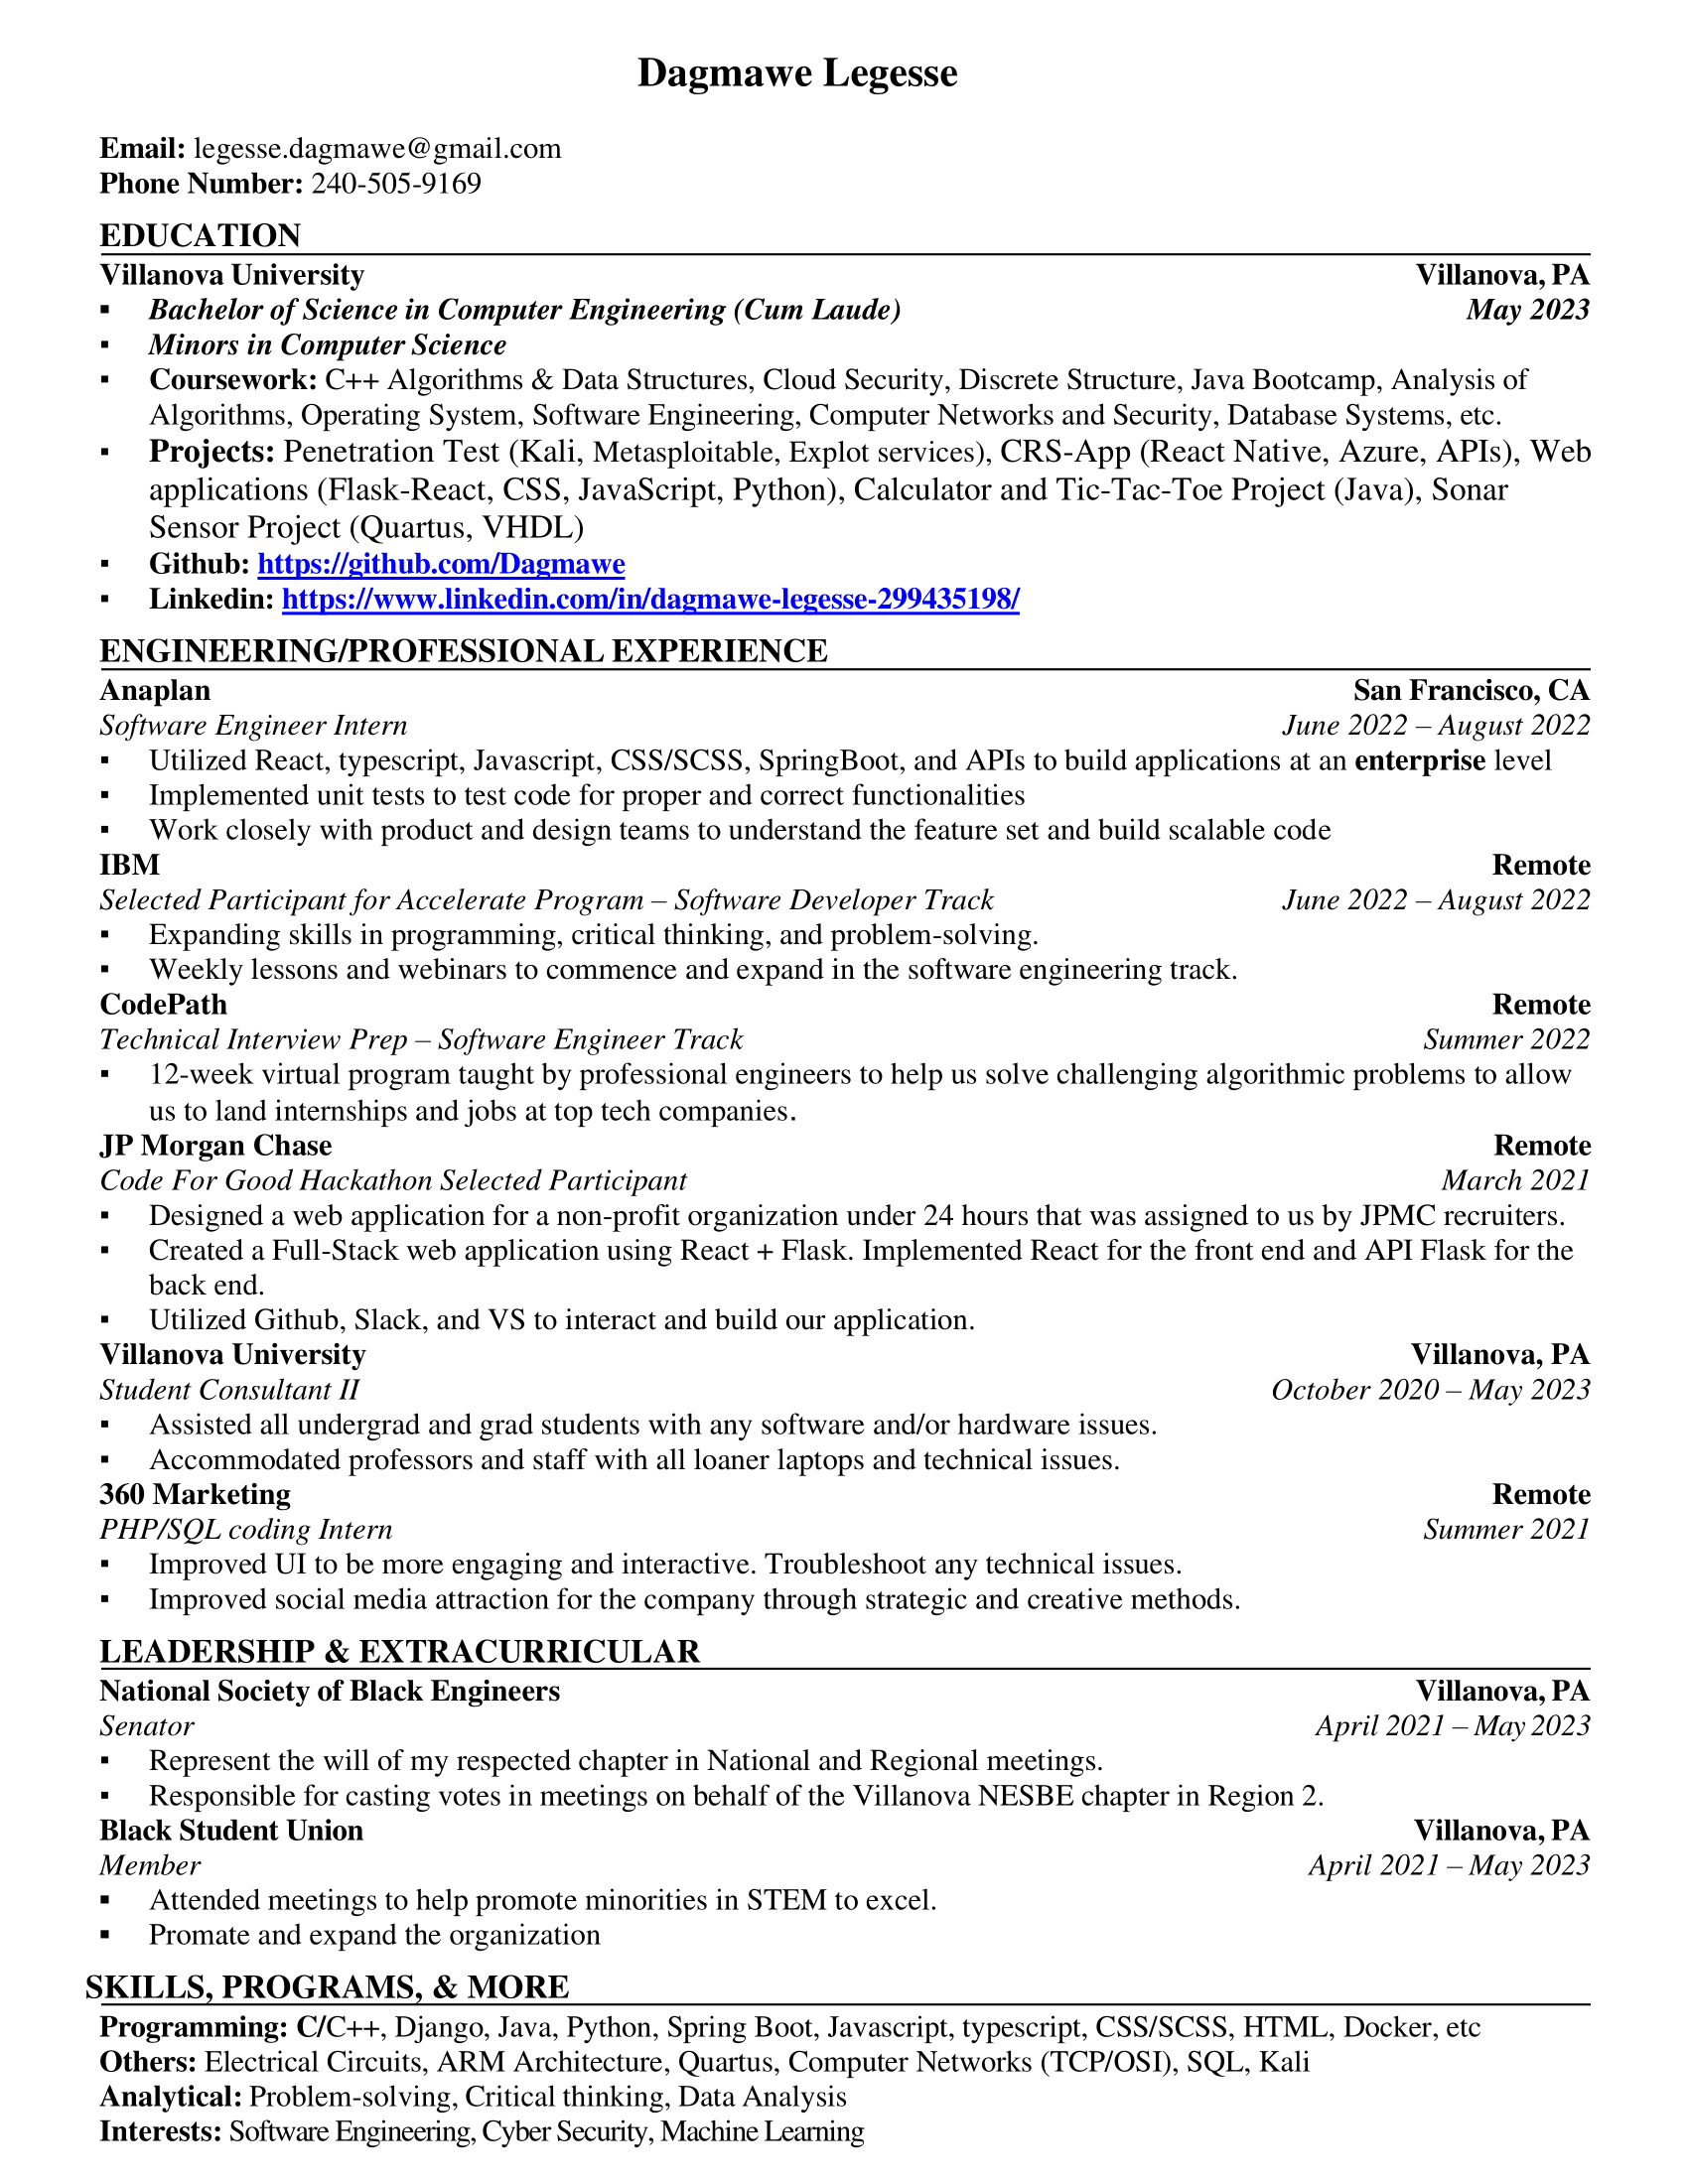 Dagmawe Legesse
Email: legesse.dagmawe@gmail.com
Phone Number: 240-505-9169
EDUCATION
Villanova University Villanova, PA
▪ Bachelor of Science in Computer Engineering (Cum Laude) May 2023
▪ Minors in Computer Science
▪ Coursework: C++ Algorithms & Data Structures, Cloud Security, Discrete Structure, Java Bootcamp, Analysis of
Algorithms, Operating System, Software Engineering, Computer Networks and Security, Database Systems, etc.
▪ Projects: Penetration Test (Kali, Metasploitable, Explot services), CRS-App (React Native, Azure, APIs), Web
applications (Flask-React, CSS, JavaScript, Python), Calculator and Tic-Tac-Toe Project (Java), Sonar
Sensor Project (Quartus, VHDL)
▪ Github: https://github.com/Dagmawe
▪ Linkedin: https://www.linkedin.com/in/dagmawe-legesse-299435198/
ENGINEERING/PROFESSIONAL EXPERIENCE
Anaplan San Francisco, CA
Software Engineer Intern June 2022 – August 2022
▪ Utilized React, typescript, Javascript, CSS/SCSS, SpringBoot, and APIs to build applications at an enterprise level
▪ Implemented unit tests to test code for proper and correct functionalities
▪ Work closely with product and design teams to understand the feature set and build scalable code
IBM Remote
Selected Participant for Accelerate Program – Software Developer Track June 2022 – August 2022
▪ Expanding skills in programming, critical thinking, and problem-solving.
▪ Weekly lessons and webinars to commence and expand in the software engineering track.
CodePath Remote
Technical Interview Prep – Software Engineer Track Summer 2022
▪ 12-week virtual program taught by professional engineers to help us solve challenging algorithmic problems to allow
us to land internships and jobs at top tech companies.
JP Morgan Chase Remote
Code For Good Hackathon Selected Participant March 2021
▪ Designed a web application for a non-profit organization under 24 hours that was assigned to us by JPMC recruiters.
▪ Created a Full-Stack web application using React + Flask. Implemented React for the front end and API Flask for the
back end.
▪ Utilized Github, Slack, and VS to interact and build our application.
Villanova University Villanova, PA
Student Consultant II October 2020 – May 2023
▪ Assisted all undergrad and grad students with any software and/or hardware issues.
▪ Accommodated professors and staff with all loaner laptops and technical issues.
360 Marketing Remote
PHP/SQL coding Intern Summer 2021
▪ Improved UI to be more engaging and interactive. Troubleshoot any technical issues.
▪ Improved social media attraction for the company through strategic and creative methods.
LEADERSHIP & EXTRACURRICULAR
National Society of Black Engineers Villanova, PA
Senator April 2021 – May 2023
▪ Represent the will of my respected chapter in National and Regional meetings.
▪ Responsible for casting votes in meetings on behalf of the Villanova NESBE chapter in Region 2.
Black Student Union Villanova, PA
Member April 2021 – May 2023
▪ Attended meetings to help promote minorities in STEM to excel.
▪ Promate and expand the organization
SKILLS, PROGRAMS, & MORE
Programming: C/C++, Django, Java, Python, Spring Boot, Javascript, typescript, CSS/SCSS, HTML, Docker, etc
Others: Electrical Circuits, ARM Architecture, Quartus, Computer Networks (TCP/OSI), SQL, Kali
Analytical: Problem-solving, Critical thinking, Data Analysis
Interests: Software Engineering, Cyber Security, Machine Learning